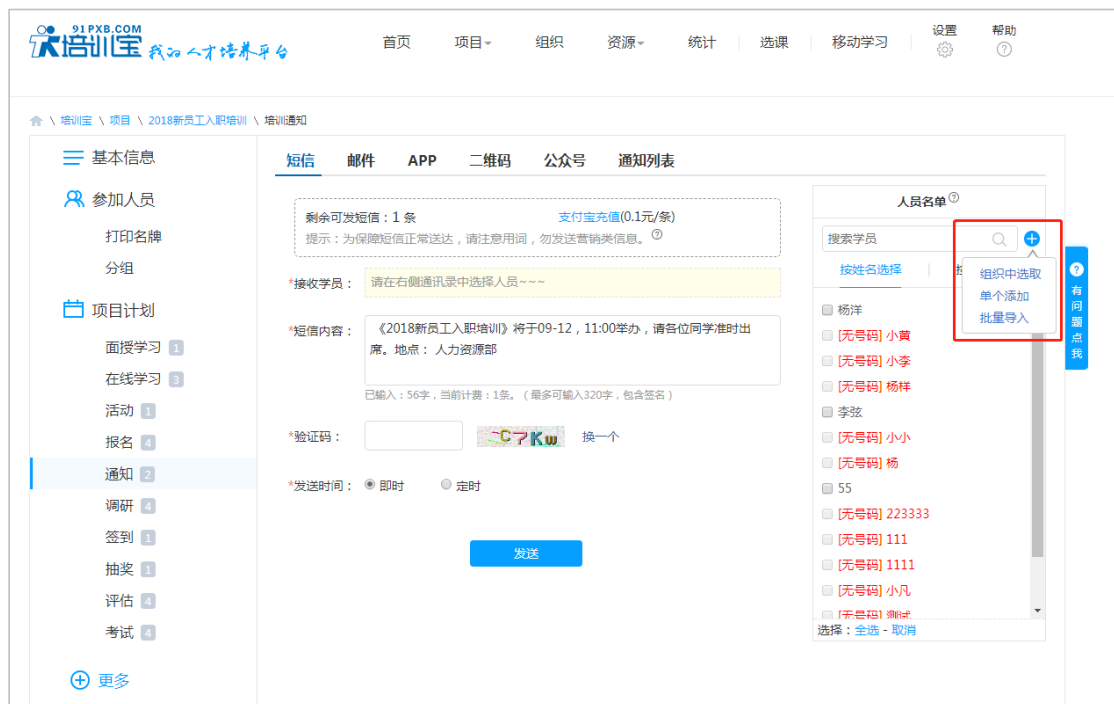 91PXB.COM
培训宝 我的人才培养平台
首页 项目 组织 资源 统计 选课 移动学习 设置 帮助
\ 培训宝 \ 项目 \ 2018新员工入职培训 \ 培训通知
基本信息
参加人员
打印名牌
分组
项目计划
面授学习 1
在线学习 3
活动 1
报名 4
通知 2
调研 4
签到 1
抽奖 1
评估 4
考试 4
更多
短信 邮件 APP 二维码 公众号 通知列表
剩余可发短信：1 条 支付宝充值(0.1元/条)
提示：为保障短信正常送达，请注意用词，勿发送营销类信息。
*接收学员： 请在右侧通讯录中选择人员~~~
*短信内容： 《2018新员工入职培训》将于09-12，11:00举办，请各位同学准时出
席。地点： 人力资源部
已输入：56字，当前计费：1条。（最多可输入320字，包含签名）
*验证码： C7Kw 换一个
*发送时间： 即时 定时
发送
人员名单
搜索学员
按姓名选择
组织中选取
单个添加
批量导入
杨洋
[无号码] 小黄
[无号码] 小李
[无号码] 杨样
李弦
[无号码] 小小
[无号码] 杨
55
[无号码] 223333
[无号码] 111
[无号码] 1111
[无号码] 小凡
[无号码] 测试
选择：全选 - 取消
有问题点我